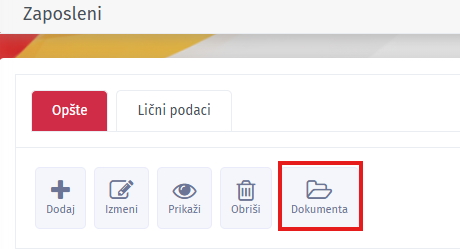 Zaposleni
Opšte Lični podaci
Dodaj Izmeni Prikaži Obriši Dokumenta